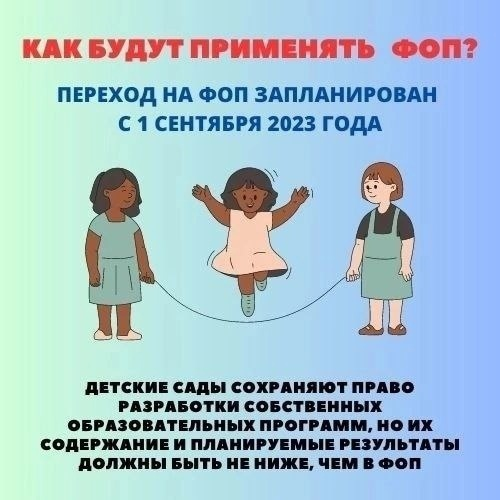 КАК БУДУТ ПРИМЕНЯТЬ ФОП?
ПЕРЕХОД НА ФОП ЗАПЛАНИРОВАН
С 1 СЕНТЯБРЯ 2023 ГОДА
ДЕТСКИЕ САДЫ СОХРАНЯЮТ ПРАВО
РАЗРАБОТКИ СОБСТВЕННЫХ
ОБРАЗОВАТЕЛЬНЫХ ПРОГРАММ, НО ИХ
СОДЕРЖАНИЕ И ПЛАНИРУЕМЫЕ РЕЗУЛЬТАТЫ
ДОЛЖНЫ БЫТЬ НЕ НИЖЕ, ЧЕМ В ФОП